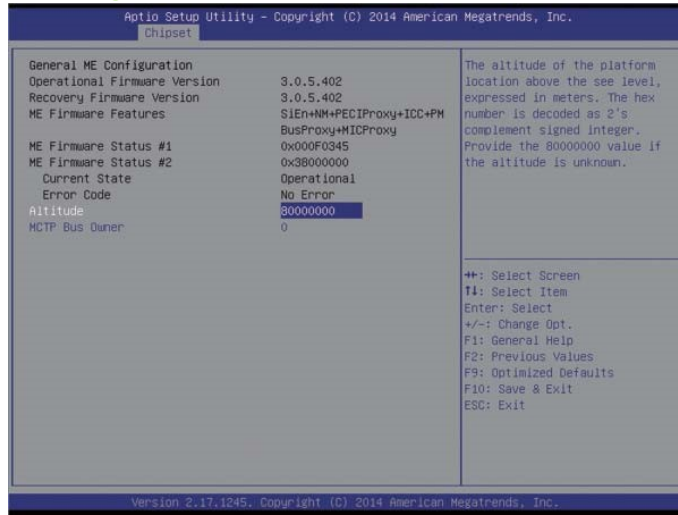 Aptio Setup Utility – Copyright (C) 2014 American Megatrends, Inc.
Chipset
General ME Configuration
Operational Firmware Version 3.0.5.402
Recovery Firmware Version 3.0.5.402
ME Firmware Features SiEn+NM+PECIProxy+ICC+PM
BusProxy+MICProxy
ME Firmware Status #1 0x000F0345
ME Firmware Status #2 0x38000000
Current State Operational
Error Code No Error
Altitude 80000000
MCTP Bus Owner 0
The altitude of the platform
location above the see level,
expressed in meters. The hex
number is decoded as 2's
complement signed integer.
Provide the 80000000 value if
the altitude is unknown.
→←: Select Screen
↑↓: Select Item
Enter: Select
+/-: Change Opt.
F1: General Help
F2: Previous Values
F9: Optimized Defaults
F10: Save & Exit
ESC: Exit
Version 2.17.1245. Copyright (C) 2014 American Megatrends, Inc.